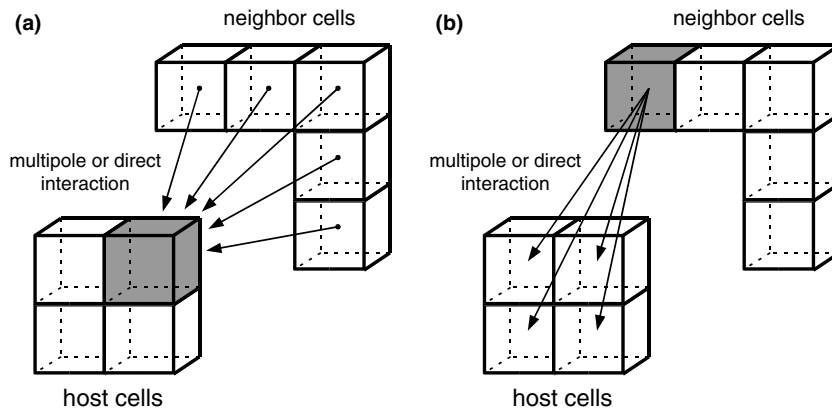 (a)
neighbor cells
multipole or direct
interaction
host cells
(b)
neighbor cells
multipole or direct
interaction
host cells